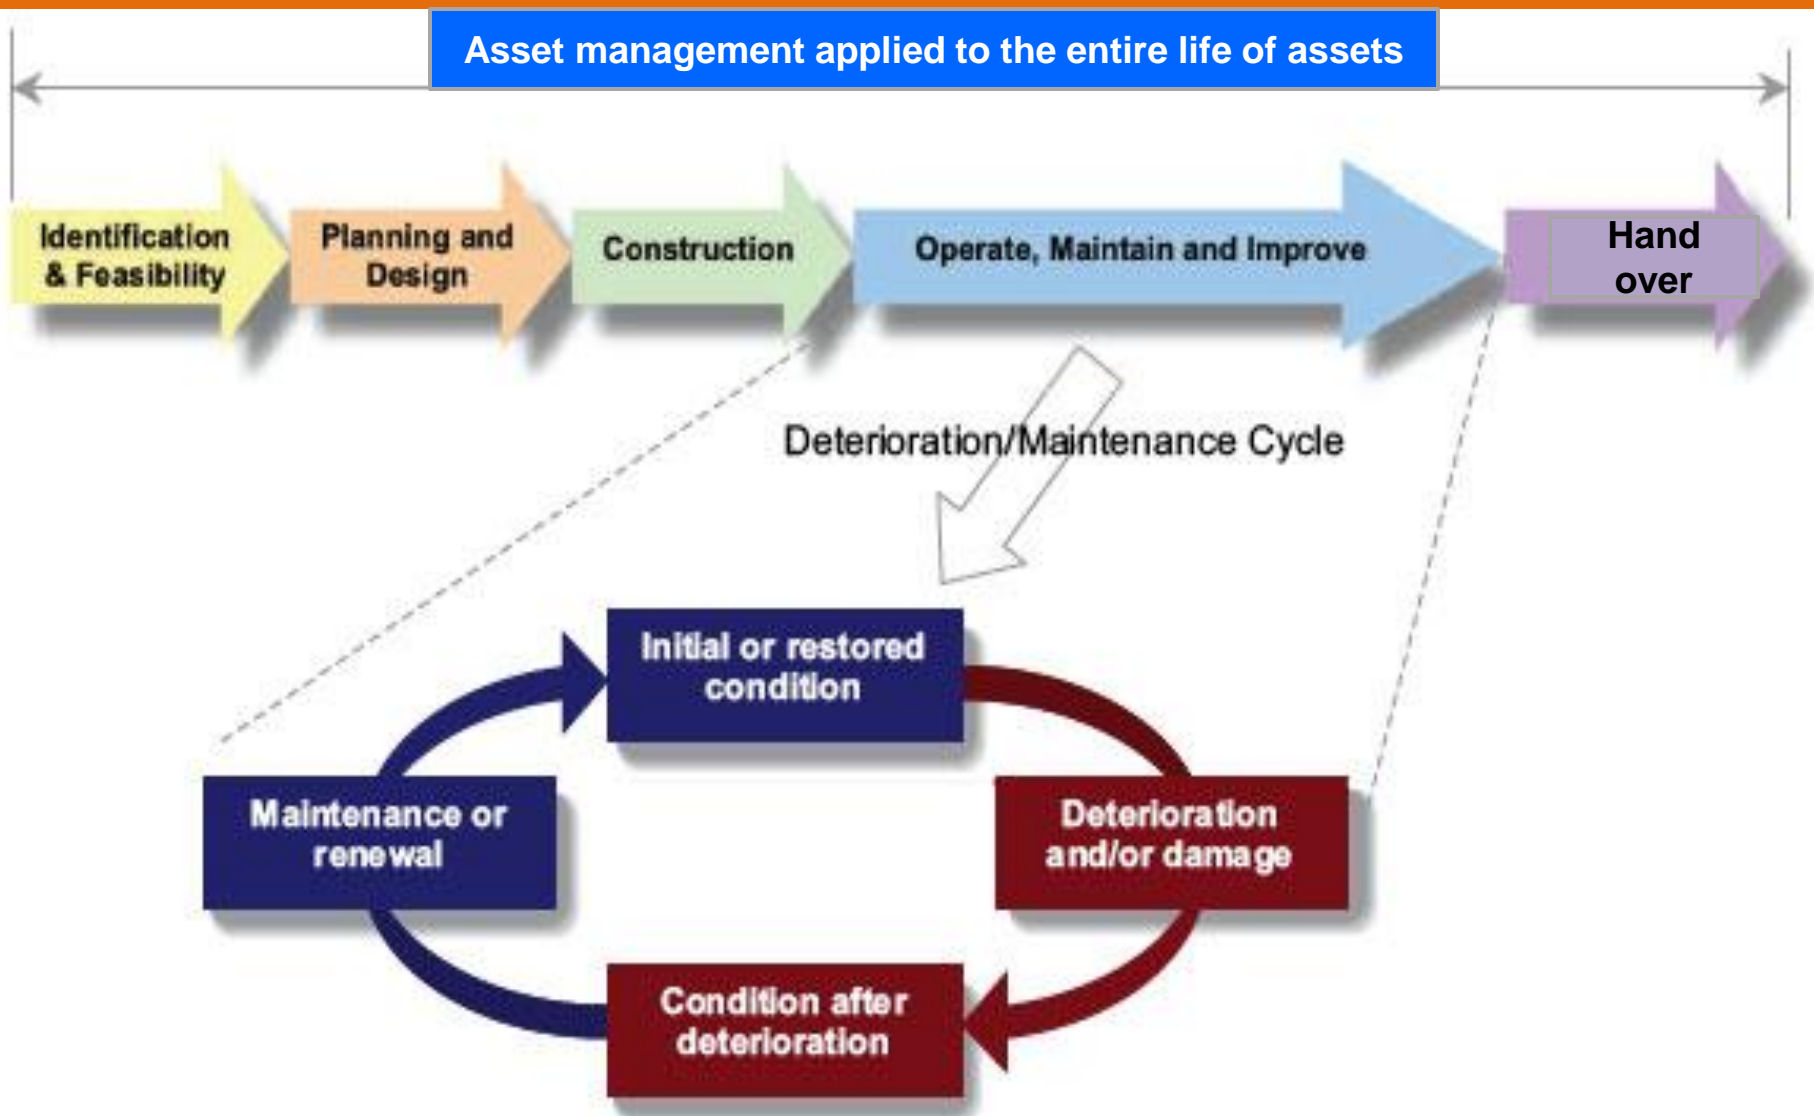 Asset management applied to the entire life of assets
Identification
& Feasibility
Planning and
Design
Construction
Operate, Maintain and Improve
Hand
over
Deterioration/Maintenance Cycle
Initial or restored
condition
Maintenance or
renewal
Deterioration
and/or damage
Condition after
deterioration